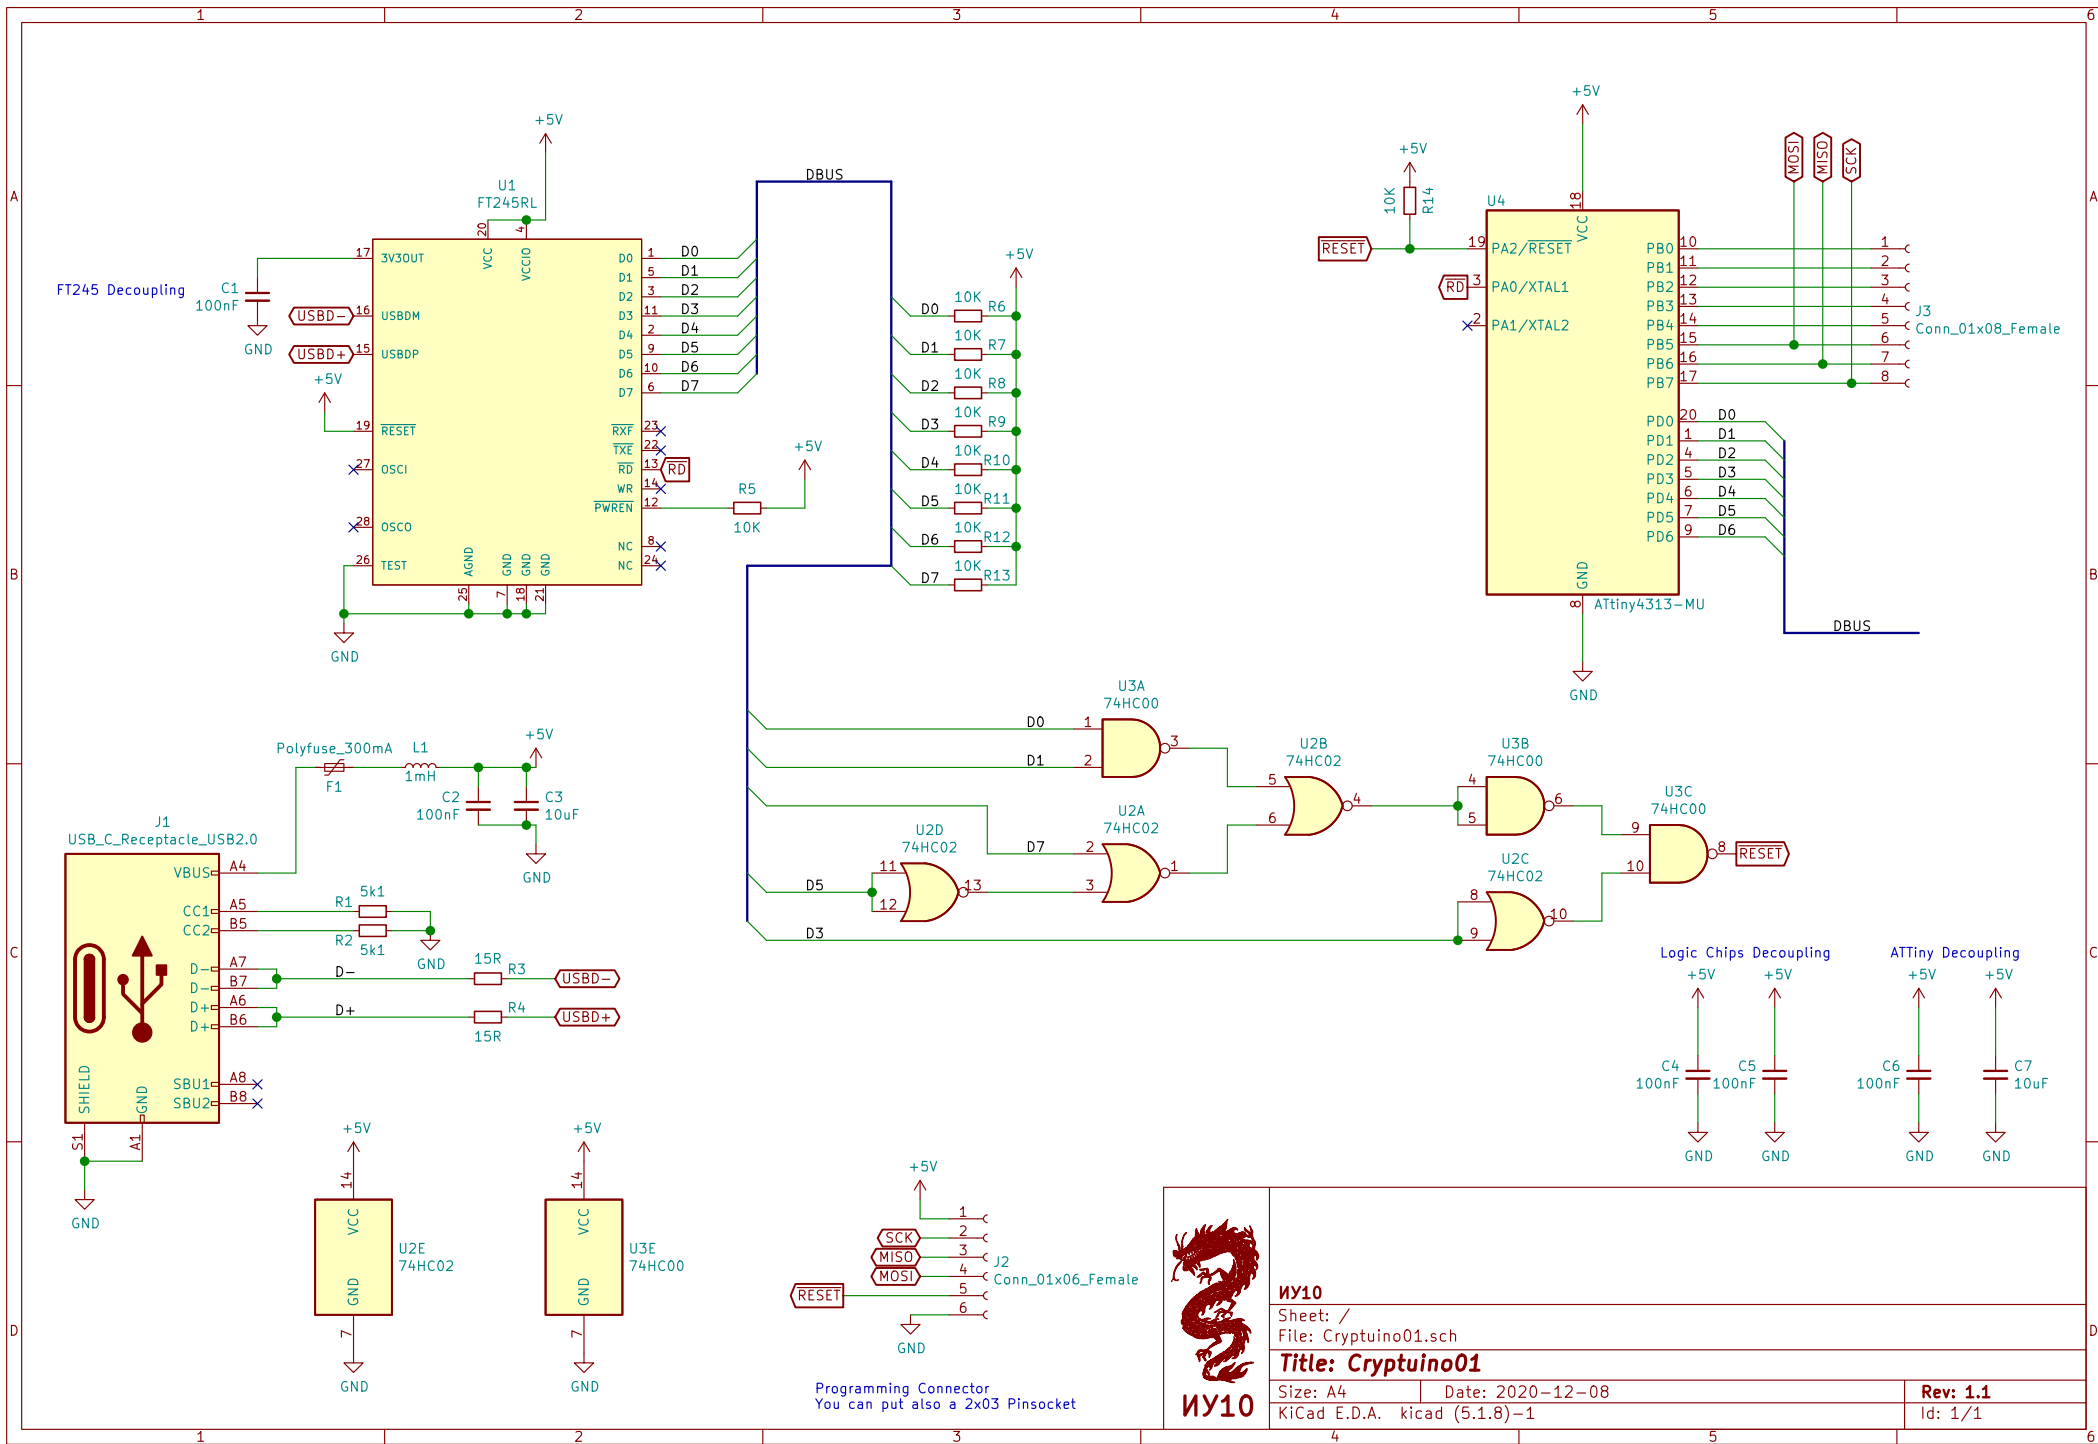 1 2 3 4 5 6
A
B
C
D
A
B
C
D
1 2 3 4 5 6
FT245 Decoupling
C1
100nF
GND
+5V
U1
FT245RL
20
4
VCC
VCCIO
17 3V3OUT
USBD- 16 USBDM
USBD+ 15 USBDP
+5V
19 RESET
27 OSCI
28 OSCO
26 TEST
AGND GND GND GND
25 7 18 21
GND
D0 1 D0
D1 5 D1
D2 3 D2
D3 11 D3
D4 2 D4
D5 9 D5
D6 10 D6
D7 6 D7
RXF 23
TXE 22
RD 13 RD
WR 14
PWREN 12
NC 8
NC 24
R5
10K
+5V
DBUS
+5V
D0 10K R6
D1 10K R7
D2 10K R8
D3 10K R9
D4 10K R10
D5 10K R11
D6 10K R12
D7 10K R13
+5V
+5V
10K R14
RESET
RD
U4
18
VCC
19 PA2/RESET
3 PA0/XTAL1
2 PA1/XTAL2
PB0 10
PB1 11
PB2 12
PB3 13
PB4 14
PB5 15
PB6 16
PB7 17
PD0 20 D0
PD1 1 D1
PD2 4 D2
PD3 5 D3
PD4 6 D4
PD5 7 D5
PD6 9 D6
GND
8
ATtiny4313-MU
GND
MOSI
MISO
SCK
1
2
3
4
5
6
7
8
J3
Conn_01x08_Female
DBUS
Polyfuse_300mA
F1
L1
1mH
+5V
C2
100nF
C3
10uF
GND
J1
USB_C_Receptacle_USB2.0
VBUS A4
CC1 A5
CC2 B5
D- A7
D- B7
D+ A6
D+ B6
SBU1 A8
SBU2 B8
SHIELD
GND
S1
A1
GND
R1 5k1
R2 5k1
GND
D- 15R R3 USBD-
D+ 15R R4 USBD+
D0
D1
D7
D5
D3
U3A
74HC00
1
2
3
U2D
74HC02
11
12
13
U2A
74HC02
2
3
1
U2B
74HC02
5
6
4
U3B
74HC00
4
5
6
U2C
74HC02
8
9
10
U3C
74HC00
9
10
8
RESET
Logic Chips Decoupling
+5V +5V
C4
100nF
C5
100nF
GND GND
ATTiny Decoupling
+5V +5V
C6
100nF
C7
10uF
GND GND
+5V
14
VCC
GND
7
U2E
74HC02
GND
+5V
14
VCC
GND
7
U3E
74HC00
GND
+5V
1
SCK 2
MISO 3
MOSI 4
RESET 5
6
GND
J2
Conn_01x06_Female
Programming Connector
You can put also a 2x03 Pinsocket
ИУ10
ИУ10
Sheet: /
File: Cryptuino01.sch
Title: Cryptuino01
Size: A4 Date: 2020-12-08 Rev: 1.1
KiCad E.D.A. kicad (5.1.8)-1 Id: 1/1